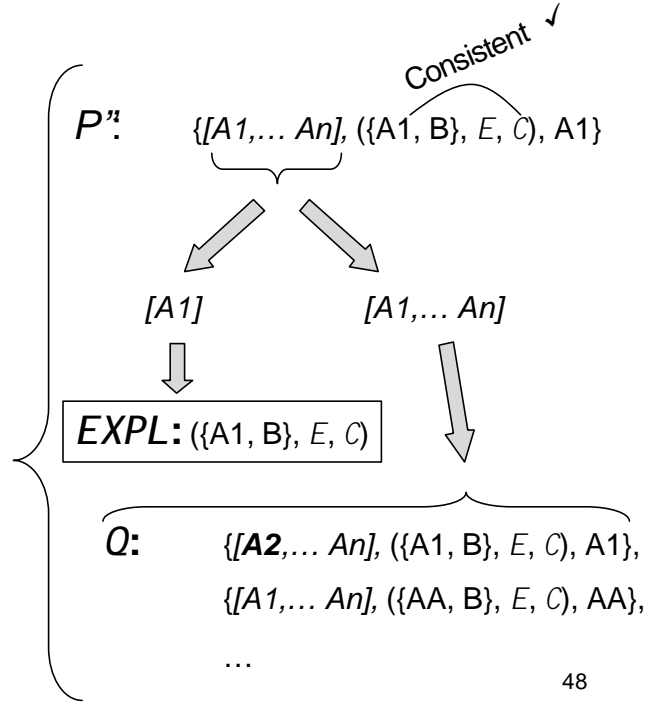 Consistent ✓
P": {[A1,… An], ({A1, B}, E, C), A1}
[A1] [A1,… An]
EXPL: ({A1, B}, E, C)
Q: {[A2,… An], ({A1, B}, E, C), A1},
{[A1,… An], ({AA, B}, E, C), AA},
…
48